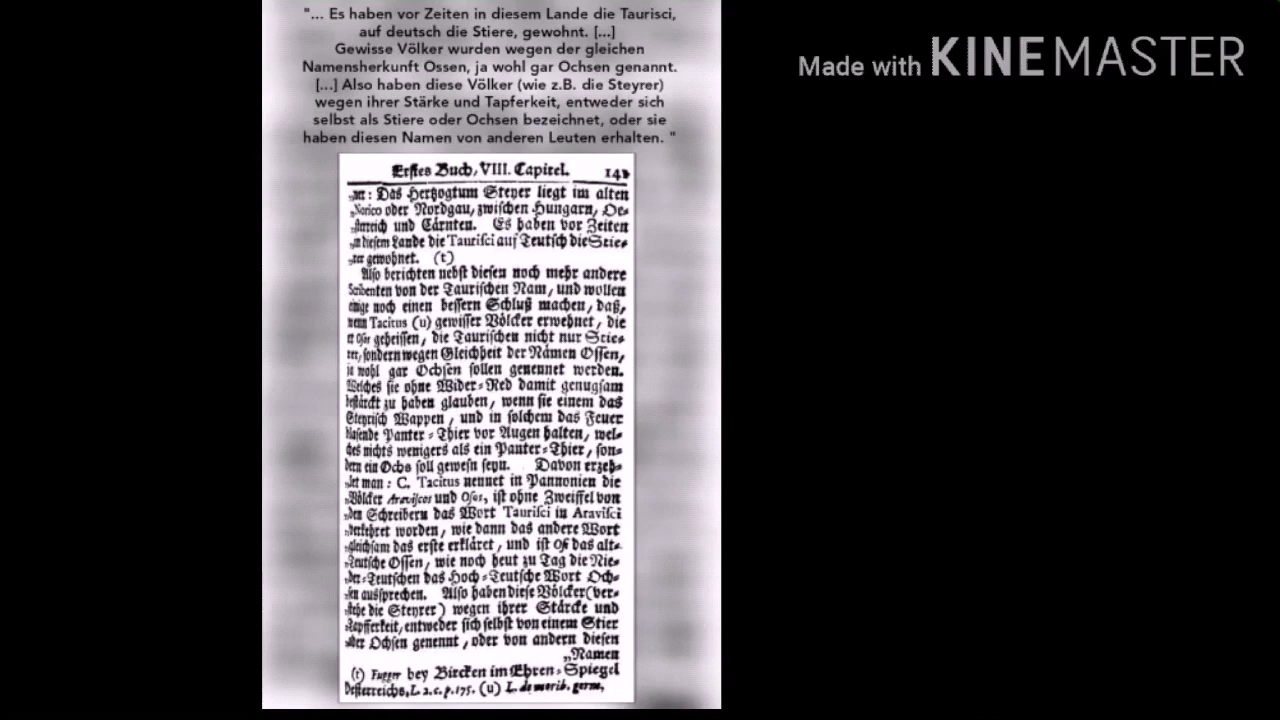 "... Es haben vor Zeiten in diesem Lande die Taurisci,
auf deutsch die Stiere, gewohnt. [...]
Gewisse Völker wurden wegen der gleichen
Namensherkunft Ossen, ja wohl gar Ochsen genannt.
[...] Also haben diese Völker (wie z.B. die Steyrer)
wegen ihrer Stärke und Tapferkeit, entweder sich
selbst als Stiere oder Ochsen bezeichnet, oder sie
haben diesen Namen von anderen Leuten erhalten. "
Made with KINEMASTER
Erstes Buch, VIII. Capitel. 141
Das Hertzogtum Steyer liegt im alten
„Norico oder Nordgau, zwischen Hungarn, Oe-
„sterreich und Cärnten. Es haben vor Zeiten
„in diesem Lande die Taurisci auf Teutsch die Stie-
„rer gewohnet. (t)
Also berichten nebst diesen noch mehr andere
Scribenten von der Taurischen Nam, und wollen
einige noch einen bessern Schluß machen, daß,
wenn Tacitus (u) gewisser Völcker erwehnet, die
er Osos geheissen, die Taurischen nicht nur Stie-
rer, sondern wegen Gleichheit der Nämen Ossen,
ja wohl gar Ochsen sollen genennet werden.
Welches sie ohne Wider-Red damit genugsam
bestärckt zu haben glauben, wenn sie einem das
Steyrisch Wappen, und in solchem das Feuer
blasende Panter-Thier vor Augen halten, wel-
ches nichts wenigers als ein Panter-Thier, son-
dern ein Ochs soll gewesn seyn. Davon erzeh-
„let man: C. Tacitus nennet in Pannonien die
„Völcker Araviscos und Osos, ist ohne Zweiffel von
„den Schreibern das Wort Taurisci in Aravisci
„verkehret worden, wie dann das andere Wort
„gleichsam das erste erkläret, und ist Os das alt-
„Teutsche Ossen, wie noch heut zu Tag die Nie-
„der-Teutschen das Hoch-Teutsche Wort Och-
„sen aussprechen. Also haben diese Völcker (ver-
„stehe die Steyrer) wegen ihrer Stärcke und
„Tapfferkeit, entweder sich selbst von einem Stier
„oder Ochsen genennt, oder von andern diesen
„Namen
(t) Fugger bey Bircken im Ehren-Spiegel
Oesterreichs, L. 2. c. p. 175. (u) L. de morib. germ.